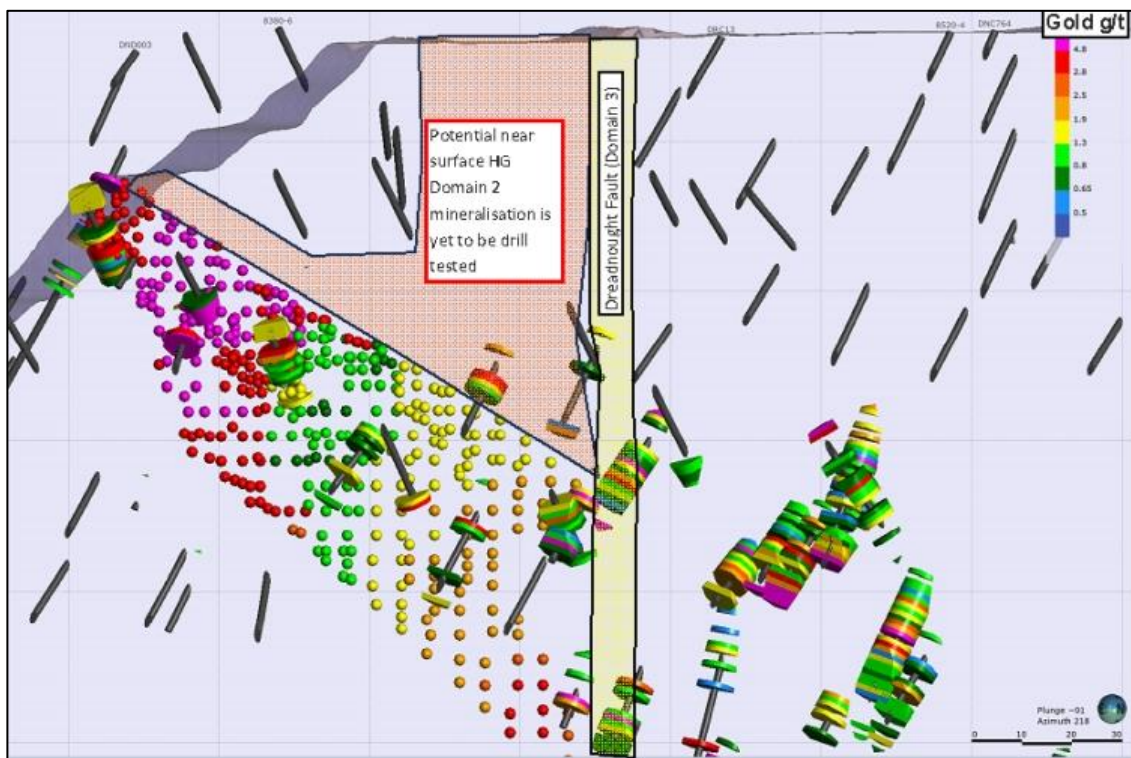 8380-6
DND003
DRC13
8520-4
DNC764
Gold g/t
4.8
2.8
2.5
1.9
1.3
0.8
0.65
0.5
Potential near
surface HG
Domain 2
mineralisation is
yet to be drill
tested
Dreadnought Fault (Domain 3)
Plunge -01
Azimuth 218
0 10 20 30